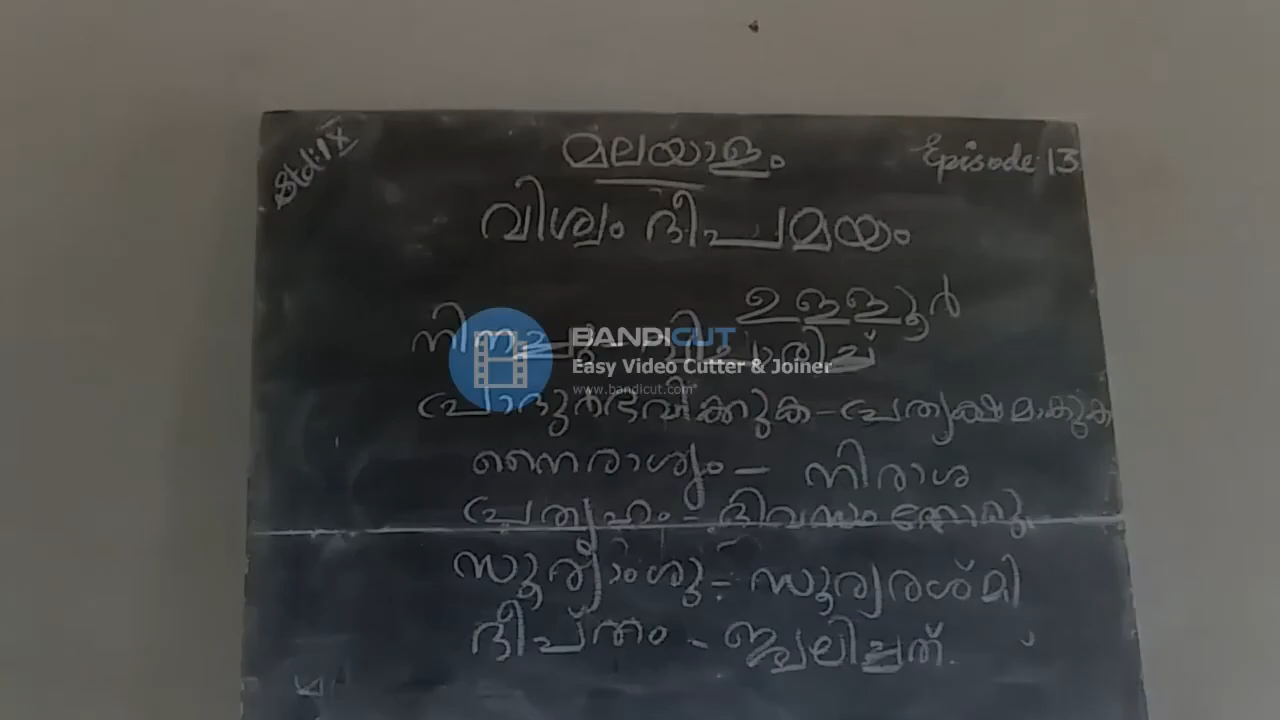 Std: IX
മലയാളം
Episode: 13
വിശ്വം ദീപമയം
ഉള്ളൂർ
BANDICUT
Easy Video Cutter & Joiner
www.bandicut.com
പ്രാദുർഭവിക്കുക - പ്രത്യക്ഷമാകുക
നൈരാശ്യം - നിരാശ
പ്രത്യഹം - ദിവസം തോറും
സൂര്യാംശു - സൂര്യരശ്മി
ദീപ്തം - ജ്വലിച്ചത്.